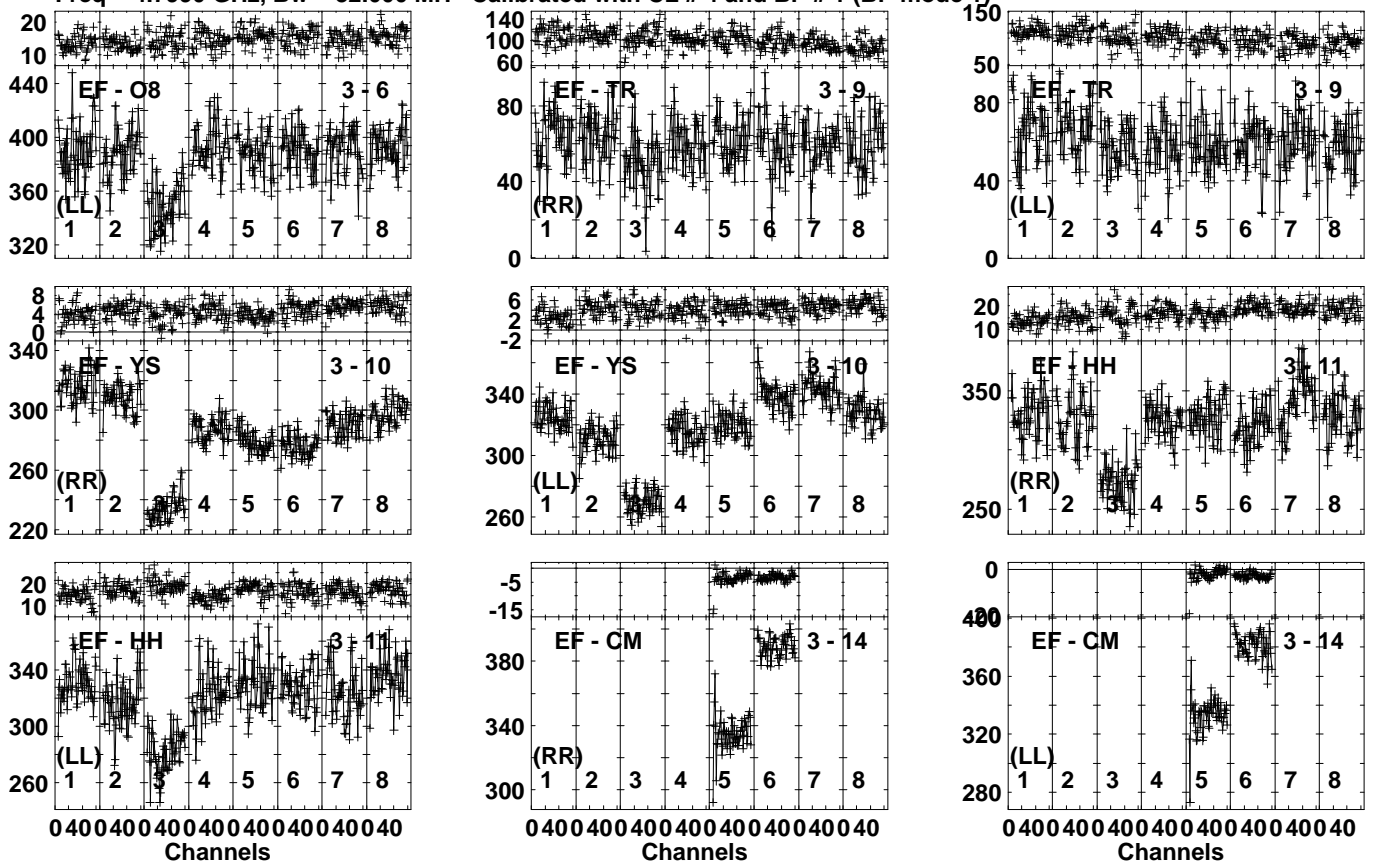 20 10 440 400 360 320 EF - O8 3 - 6 (LL) 1 2 3 4 5 6 7 8
140 100 60 80 40 0 EF - TR 3 - 9 (RR) 1 2 3 4 5 6 7 8
150 50 80 40 0 EF - TR 3 - 9 (LL) 1 2 3 4 5 6 7 8
8 4 0 340 300 260 220 EF - YS 3 - 10 (RR) 1 2 3 4 5 6 7 8
6 2 -2 340 300 260 EF - YS 3 - 10 (LL) 1 2 3 4 5 6 7 8
20 10 350 250 EF - HH 3 - 11 (RR) 1 2 3 4 5 6 7 8
20 10 340 300 260 EF - HH 3 - 11 (LL) 1 2 3 4 5 6 7 8
-5 -15 380 340 300 EF - CM 3 - 14 (RR) 1 2 3 4 5 6 7 8
0 400 360 320 280 EF - CM 3 - 14 (LL) 1 2 3 4 5 6 7 8
0 40 0 40 0 40 0 40 0 40 0 40 0 40 0 40
0 40 0 40 0 40 0 40 0 40 0 40 0 40 0 40
0 40 0 40 0 40 0 40 0 40 0 40 0 40 0 40
Channels Channels Channels